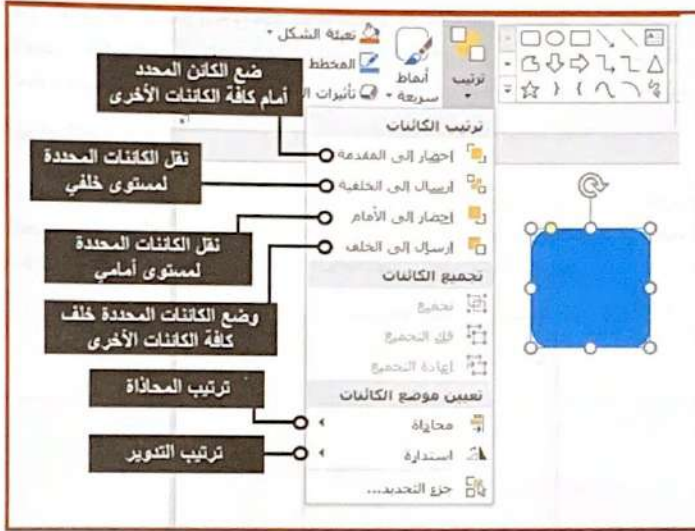 تعبئة الشكل
المخطط
تأثيرات ال
أنماط
سريعة
ترتيب
ضع الكائن المحدد
أمام كافة الكائنات الأخرى
نقل الكائنات المحددة
لمستوى خلفي
نقل الكائنات المحددة
لمستوى أمامي
وضع الكائنات المحددة خلف
كافة الكائنات الأخرى
ترتيب المحاذاة
ترتيب التدوير
ترتيب الكائنات
إحضار إلى المقدمة
إرسال إلى الخلفية
إحضار إلى الأمام
إرسال إلى الخلف
تجميع الكائنات
تجميع
فك التجميع
إعادة التجميع
تعيين موضع الكائنات
محاذاة
استدارة
جزء التحديد...